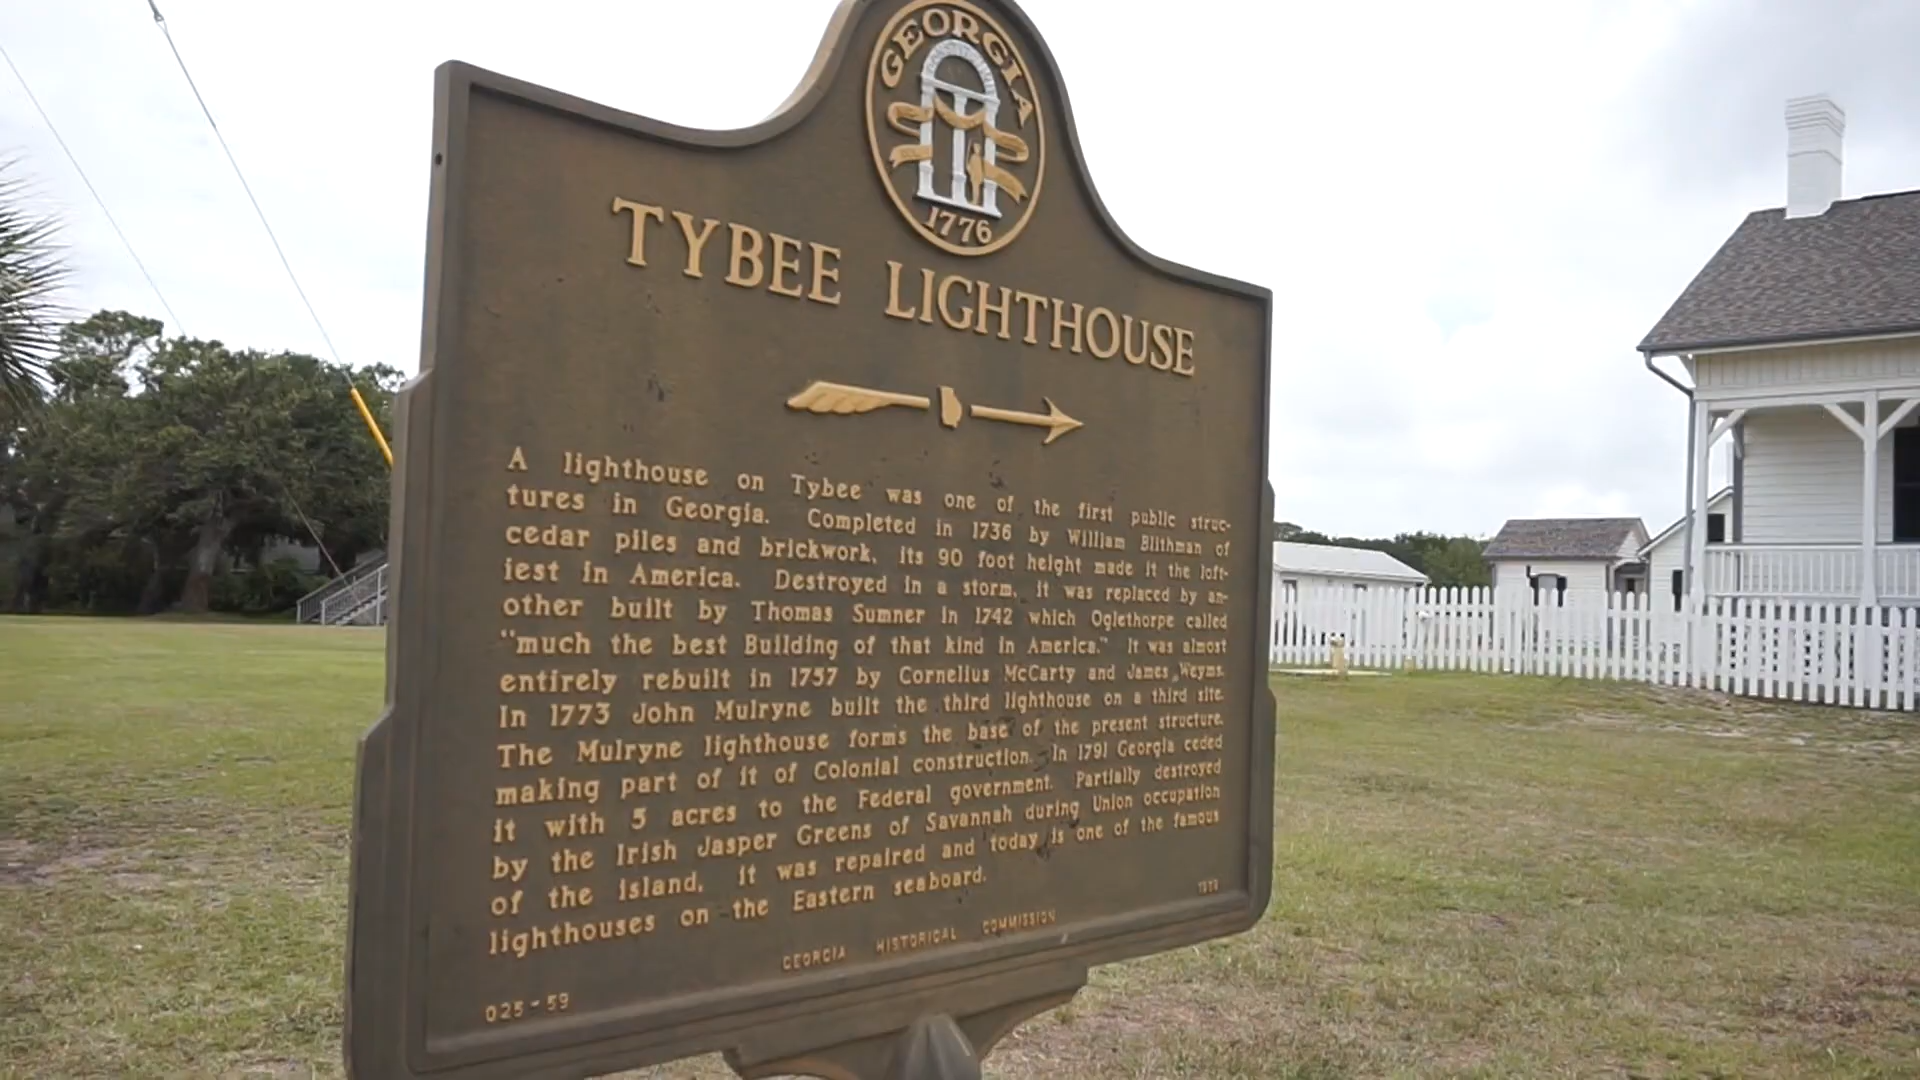 GEORGIA
1776
TYBEE LIGHTHOUSE
A lighthouse on Tybee was one of the first public struc-
tures in Georgia. Completed in 1736 by William Blithman of
cedar piles and brickwork, its 90 foot height made it the loft-
iest in America. Destroyed in a storm, it was replaced by an-
other built by Thomas Sumner in 1742 which Oglethorpe called
"much the best Building of that kind in America." It was almost
entirely rebuilt in 1757 by Cornelius McCarty and James Weyms.
In 1773 John Mulryne built the third lighthouse on a third site.
The Mulryne lighthouse forms the base of the present structure,
making part of it of Colonial construction. In 1791 Georgia ceded
it with 5 acres to the Federal government. Partially destroyed
by the Irish Jasper Greens of Savannah during Union occupation
of the island, it was repaired and today is one of the famous
lighthouses on the Eastern seaboard.
GEORGIA HISTORICAL COMMISSION
025-59